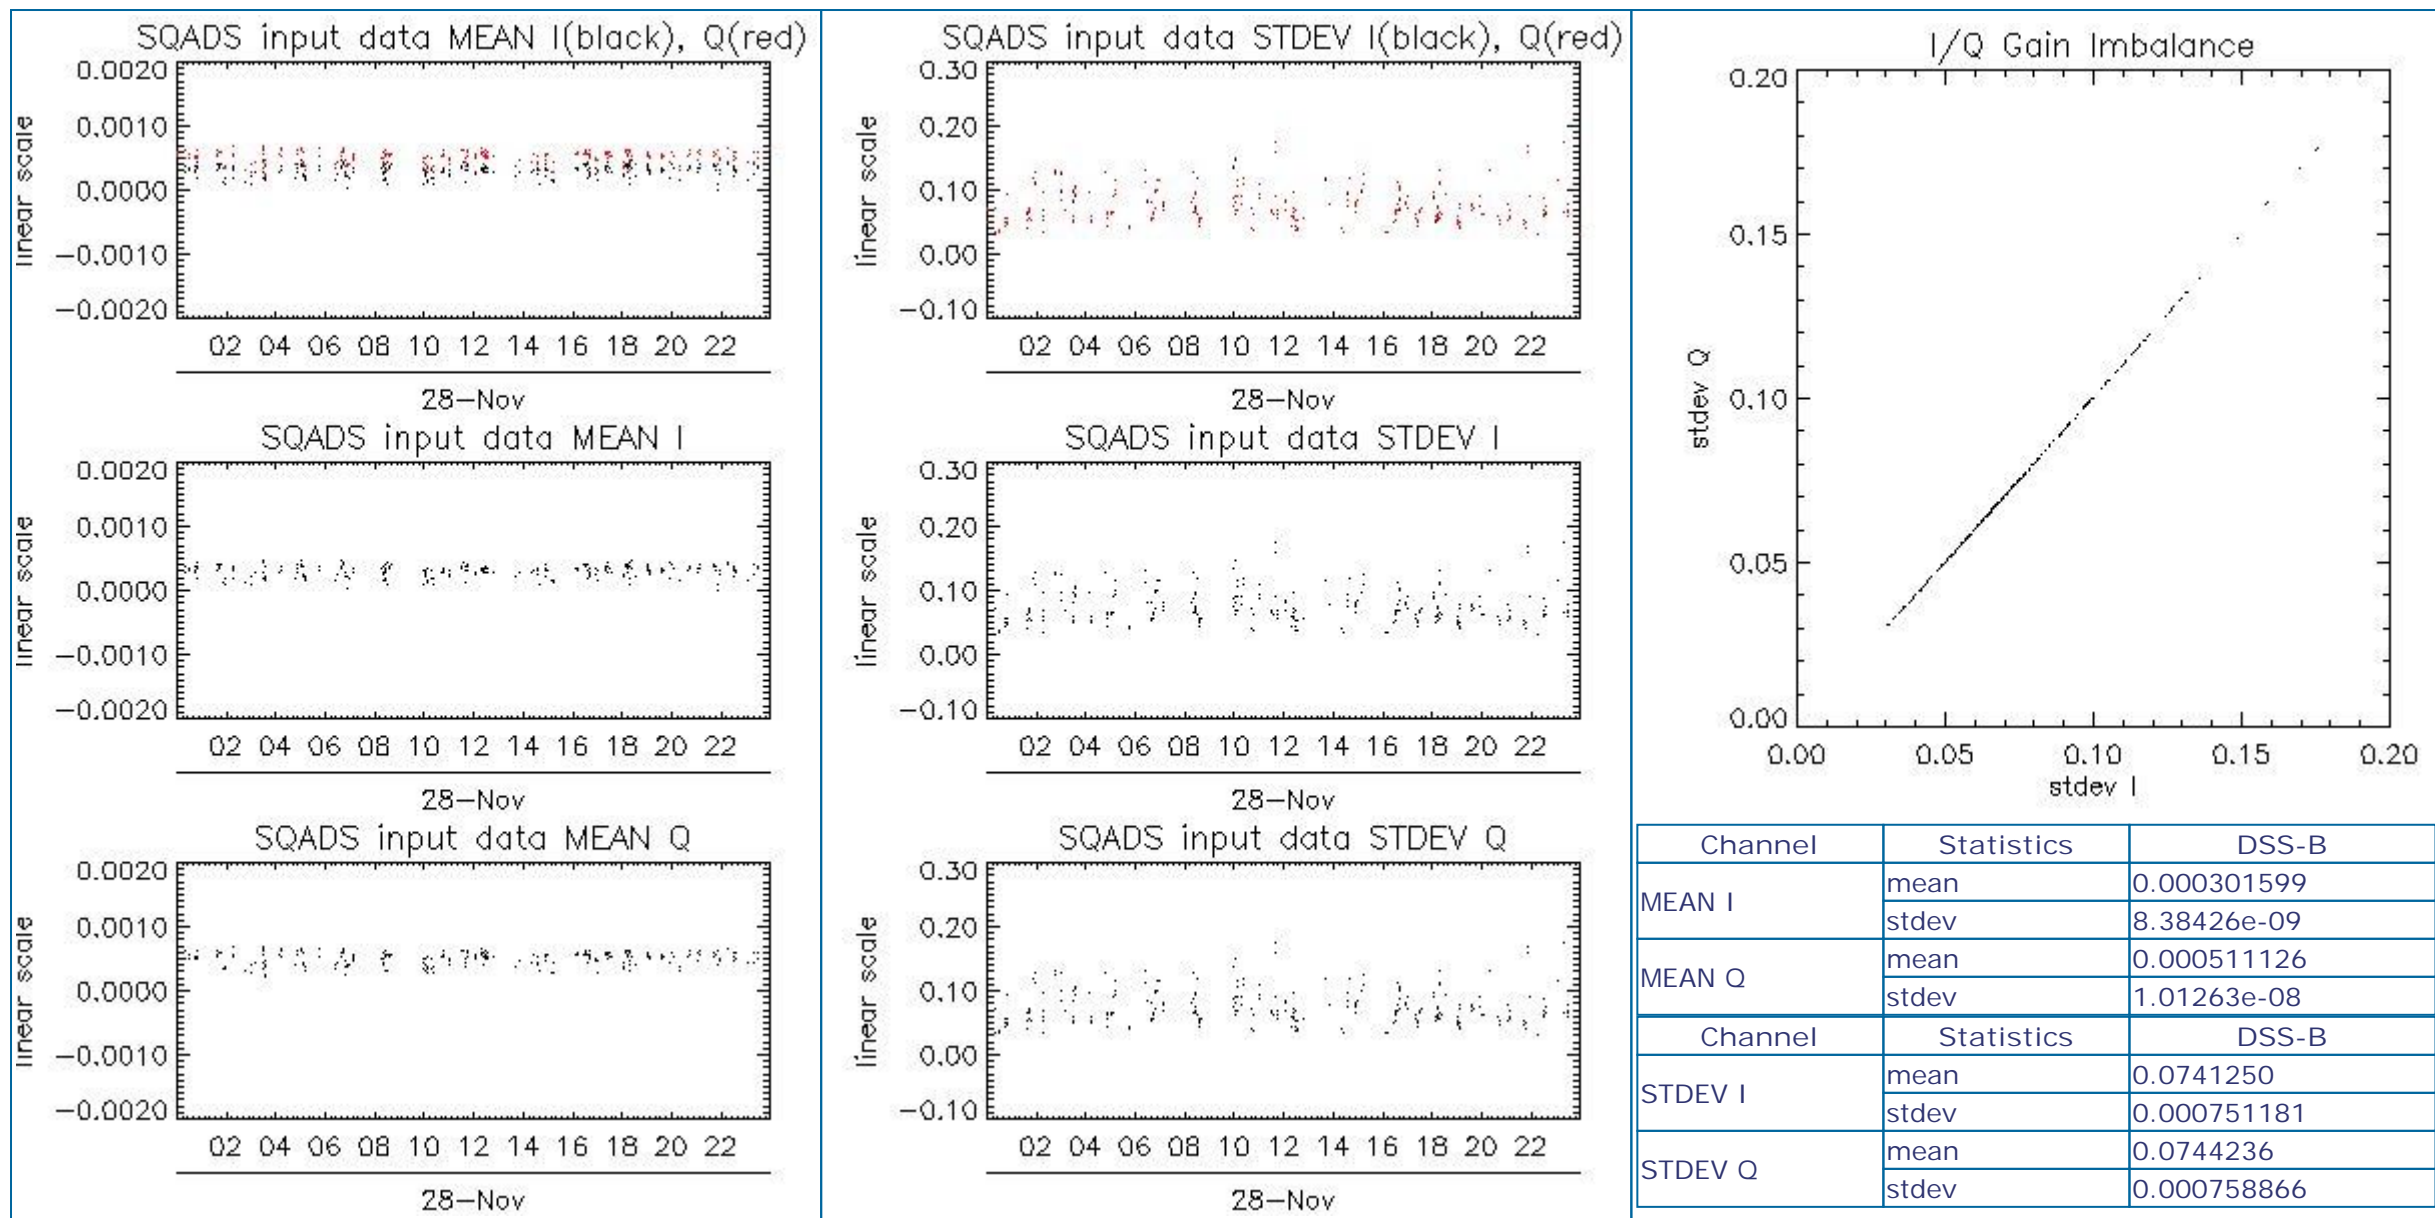 SQADS input data MEAN I(black), Q(red)
0.0020
0.0010
0.0000
-0.0010
-0.0020
linear scale
02 04 06 08 10 12 14 16 18 20 22
28-Nov
SQADS input data MEAN I
0.0020
0.0010
0.0000
-0.0010
-0.0020
linear scale
02 04 06 08 10 12 14 16 18 20 22
28-Nov
SQADS input data MEAN Q
0.0020
0.0010
0.0000
-0.0010
-0.0020
linear scale
02 04 06 08 10 12 14 16 18 20 22
28-Nov
SQADS input data STDEV I(black), Q(red)
0.30
0.20
0.10
0.00
-0.10
linear scale
02 04 06 08 10 12 14 16 18 20 22
28-Nov
SQADS input data STDEV I
0.30
0.20
0.10
0.00
-0.10
linear scale
02 04 06 08 10 12 14 16 18 20 22
28-Nov
SQADS input data STDEV Q
0.30
0.20
0.10
0.00
-0.10
linear scale
02 04 06 08 10 12 14 16 18 20 22
28-Nov
I/Q Gain Imbalance
0.20
0.15
0.10
0.05
0.00
stdev Q
0.00 0.05 0.10 0.15 0.20
stdev I
Channel Statistics DSS-B
MEAN I mean 0.000301599
stdev 8.38426e-09
MEAN Q mean 0.000511126
stdev 1.01263e-08
Channel Statistics DSS-B
STDEV I mean 0.0741250
stdev 0.000751181
STDEV Q mean 0.0744236
stdev 0.000758866